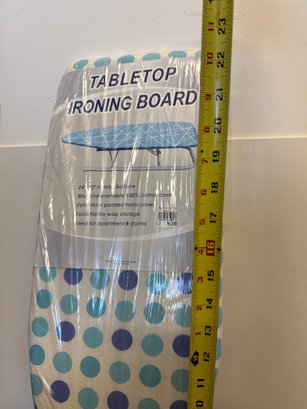 TABLETOP
IRONING BOARD
Surface
Machine washable 100% cotton cover
Extra thick padded foam cover
Folds flat for easy storage
Ideal for apartment & dorms
23
22
21
20
19
18
17
16
15
14
13
12
11